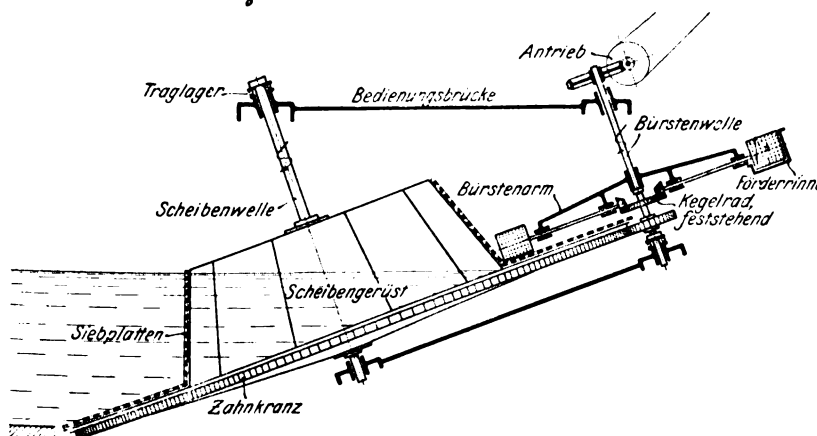 Antrieb
Traglager
Bedienungsbrücke
Bürstenwelle
Bürstenarm
Förderrinne
Scheibenwelle
Kegelrad,
feststehend
Scheibengerüst
Siebplatten
Zahnkranz